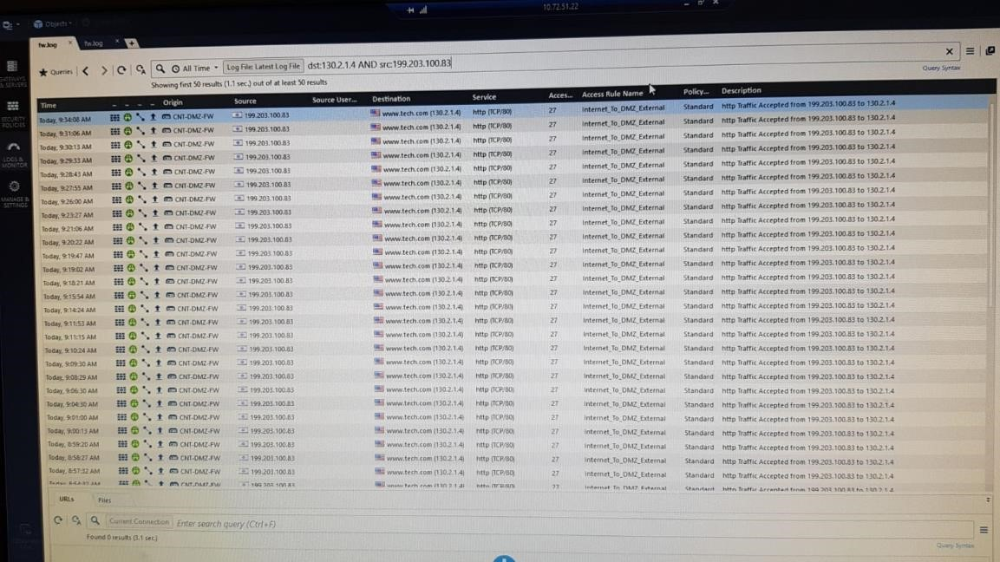 10.72.51.22
Objects
fw.log fw.log
GATEWAYS & SERVERS
SECURITY POLICIES
LOGS & MONITOR
MANAGE & SETTINGS
Queries All Time Log File: Latest Log File dst:130.2.1.4 AND src:199.203.100.83
Query Syntax
Showing first 50 results (1.1 sec.) out of at least 50 results
Time Origin Source Source User... Destination Service Acces... Access Rule Name Policy... Description
Today, 9:34:08 AM CNT-DMZ-FW 199.203.100.83 www.tech.com (130.2.1.4) http (TCP/80) 27 Internet_To_DMZ_External Standard http Traffic Accepted from 199.203.100.83 to 130.2.1.4
Today, 9:31:06 AM CNT-DMZ-FW 199.203.100.83 www.tech.com (130.2.1.4) http (TCP/80) 27 Internet_To_DMZ_External Standard http Traffic Accepted from 199.203.100.83 to 130.2.1.4
Today, 9:30:13 AM CNT-DMZ-FW 199.203.100.83 www.tech.com (130.2.1.4) http (TCP/80) 27 Internet_To_DMZ_External Standard http Traffic Accepted from 199.203.100.83 to 130.2.1.4
Today, 9:29:33 AM CNT-DMZ-FW 199.203.100.83 www.tech.com (130.2.1.4) http (TCP/80) 27 Internet_To_DMZ_External Standard http Traffic Accepted from 199.203.100.83 to 130.2.1.4
Today, 9:28:43 AM CNT-DMZ-FW 199.203.100.83 www.tech.com (130.2.1.4) http (TCP/80) 27 Internet_To_DMZ_External Standard http Traffic Accepted from 199.203.100.83 to 130.2.1.4
Today, 9:27:55 AM CNT-DMZ-FW 199.203.100.83 www.tech.com (130.2.1.4) http (TCP/80) 27 Internet_To_DMZ_External Standard http Traffic Accepted from 199.203.100.83 to 130.2.1.4
Today, 9:26:00 AM CNT-DMZ-FW 199.203.100.83 www.tech.com (130.2.1.4) http (TCP/80) 27 Internet_To_DMZ_External Standard http Traffic Accepted from 199.203.100.83 to 130.2.1.4
Today, 9:23:27 AM CNT-DMZ-FW 199.203.100.83 www.tech.com (130.2.1.4) http (TCP/80) 27 Internet_To_DMZ_External Standard http Traffic Accepted from 199.203.100.83 to 130.2.1.4
Today, 9:21:06 AM CNT-DMZ-FW 199.203.100.83 www.tech.com (130.2.1.4) http (TCP/80) 27 Internet_To_DMZ_External Standard http Traffic Accepted from 199.203.100.83 to 130.2.1.4
Today, 9:20:22 AM CNT-DMZ-FW 199.203.100.83 www.tech.com (130.2.1.4) http (TCP/80) 27 Internet_To_DMZ_External Standard http Traffic Accepted from 199.203.100.83 to 130.2.1.4
Today, 9:19:47 AM CNT-DMZ-FW 199.203.100.83 www.tech.com (130.2.1.4) http (TCP/80) 27 Internet_To_DMZ_External Standard http Traffic Accepted from 199.203.100.83 to 130.2.1.4
Today, 9:19:02 AM CNT-DMZ-FW 199.203.100.83 www.tech.com (130.2.1.4) http (TCP/80) 27 Internet_To_DMZ_External Standard http Traffic Accepted from 199.203.100.83 to 130.2.1.4
Today, 9:18:21 AM CNT-DMZ-FW 199.203.100.83 www.tech.com (130.2.1.4) http (TCP/80) 27 Internet_To_DMZ_External Standard http Traffic Accepted from 199.203.100.83 to 130.2.1.4
Today, 9:15:54 AM CNT-DMZ-FW 199.203.100.83 www.tech.com (130.2.1.4) http (TCP/80) 27 Internet_To_DMZ_External Standard http Traffic Accepted from 199.203.100.83 to 130.2.1.4
Today, 9:14:24 AM CNT-DMZ-FW 199.203.100.83 www.tech.com (130.2.1.4) http (TCP/80) 27 Internet_To_DMZ_External Standard http Traffic Accepted from 199.203.100.83 to 130.2.1.4
Today, 9:11:53 AM CNT-DMZ-FW 199.203.100.83 www.tech.com (130.2.1.4) http (TCP/80) 27 Internet_To_DMZ_External Standard http Traffic Accepted from 199.203.100.83 to 130.2.1.4
Today, 9:11:15 AM CNT-DMZ-FW 199.203.100.83 www.tech.com (130.2.1.4) http (TCP/80) 27 Internet_To_DMZ_External Standard http Traffic Accepted from 199.203.100.83 to 130.2.1.4
Today, 9:10:24 AM CNT-DMZ-FW 199.203.100.83 www.tech.com (130.2.1.4) http (TCP/80) 27 Internet_To_DMZ_External Standard http Traffic Accepted from 199.203.100.83 to 130.2.1.4
Today, 9:09:30 AM CNT-DMZ-FW 199.203.100.83 www.tech.com (130.2.1.4) http (TCP/80) 27 Internet_To_DMZ_External Standard http Traffic Accepted from 199.203.100.83 to 130.2.1.4
Today, 9:08:29 AM CNT-DMZ-FW 199.203.100.83 www.tech.com (130.2.1.4) http (TCP/80) 27 Internet_To_DMZ_External Standard http Traffic Accepted from 199.203.100.83 to 130.2.1.4
Today, 9:06:30 AM CNT-DMZ-FW 199.203.100.83 www.tech.com (130.2.1.4) http (TCP/80) 27 Internet_To_DMZ_External Standard http Traffic Accepted from 199.203.100.83 to 130.2.1.4
Today, 9:04:30 AM CNT-DMZ-FW 199.203.100.83 www.tech.com (130.2.1.4) http (TCP/80) 27 Internet_To_DMZ_External Standard http Traffic Accepted from 199.203.100.83 to 130.2.1.4
Today, 9:01:00 AM CNT-DMZ-FW 199.203.100.83 www.tech.com (130.2.1.4) http (TCP/80) 27 Internet_To_DMZ_External Standard http Traffic Accepted from 199.203.100.83 to 130.2.1.4
Today, 9:00:13 AM CNT-DMZ-FW 199.203.100.83 www.tech.com (130.2.1.4) http (TCP/80) 27 Internet_To_DMZ_External Standard http Traffic Accepted from 199.203.100.83 to 130.2.1.4
Today, 8:59:20 AM CNT-DMZ-FW 199.203.100.83 www.tech.com (130.2.1.4) http (TCP/80) 27 Internet_To_DMZ_External Standard http Traffic Accepted from 199.203.100.83 to 130.2.1.4
Today, 8:58:27 AM CNT-DMZ-FW 199.203.100.83 www.tech.com (130.2.1.4) http (TCP/80) 27 Internet_To_DMZ_External Standard http Traffic Accepted from 199.203.100.83 to 130.2.1.4
Today, 8:57:32 AM CNT-DMZ-FW 199.203.100.83 www.tech.com (130.2.1.4) http (TCP/80) 27 Internet_To_DMZ_External Standard http Traffic Accepted from 199.203.100.83 to 130.2.1.4
CNT-DMZ-FW 199.203.100.83 www.tech.com (130.2.1.4) http (TCP/80) 27 Internet_To_DMZ_External Standard http Traffic Accepted from 199.203.100.83 to 130.2.1.4
URLs Files
Current Connection Enter search query (Ctrl+F)
Found 0 results (3.1 sec.)
Query Syntax